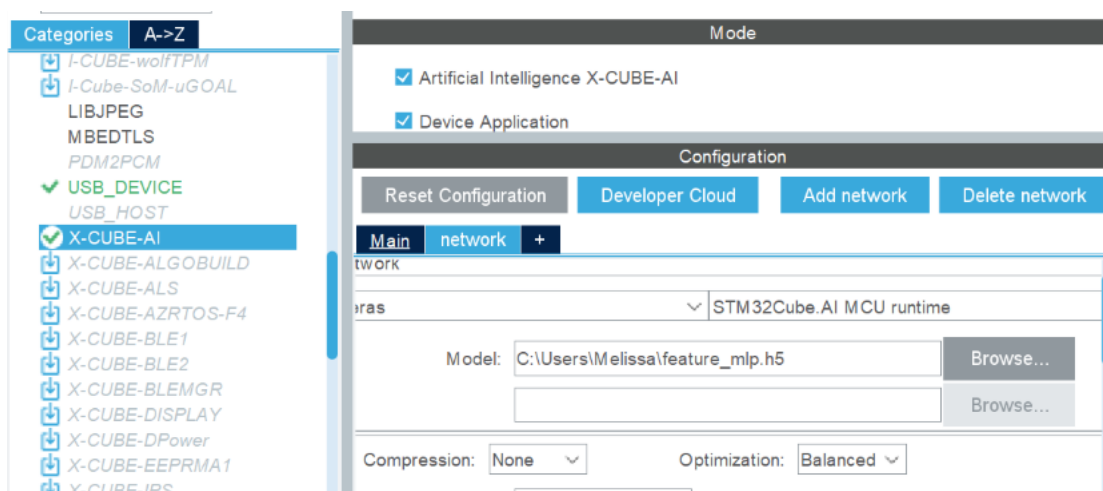 Categories A->Z
I-CUBE-wolfTPM
I-Cube-SoM-uGOAL
LIBJPEG
MBEDTLS
PDM2PCM
USB_DEVICE
USB_HOST
X-CUBE-AI
X-CUBE-ALGOBUILD
X-CUBE-ALS
X-CUBE-AZRTOS-F4
X-CUBE-BLE1
X-CUBE-BLE2
X-CUBE-BLEMGR
X-CUBE-DISPLAY
X-CUBE-DPower
X-CUBE-EEPRMA1
Mode
Artificial Intelligence X-CUBE-AI
Device Application
Configuration
Reset Configuration Developer Cloud Add network Delete network
Main network +
twork
eras STM32Cube.AI MCU runtime
Model: C:\Users\Melissa\feature_mlp.h5 Browse...
Browse...
Compression: None Optimization: Balanced